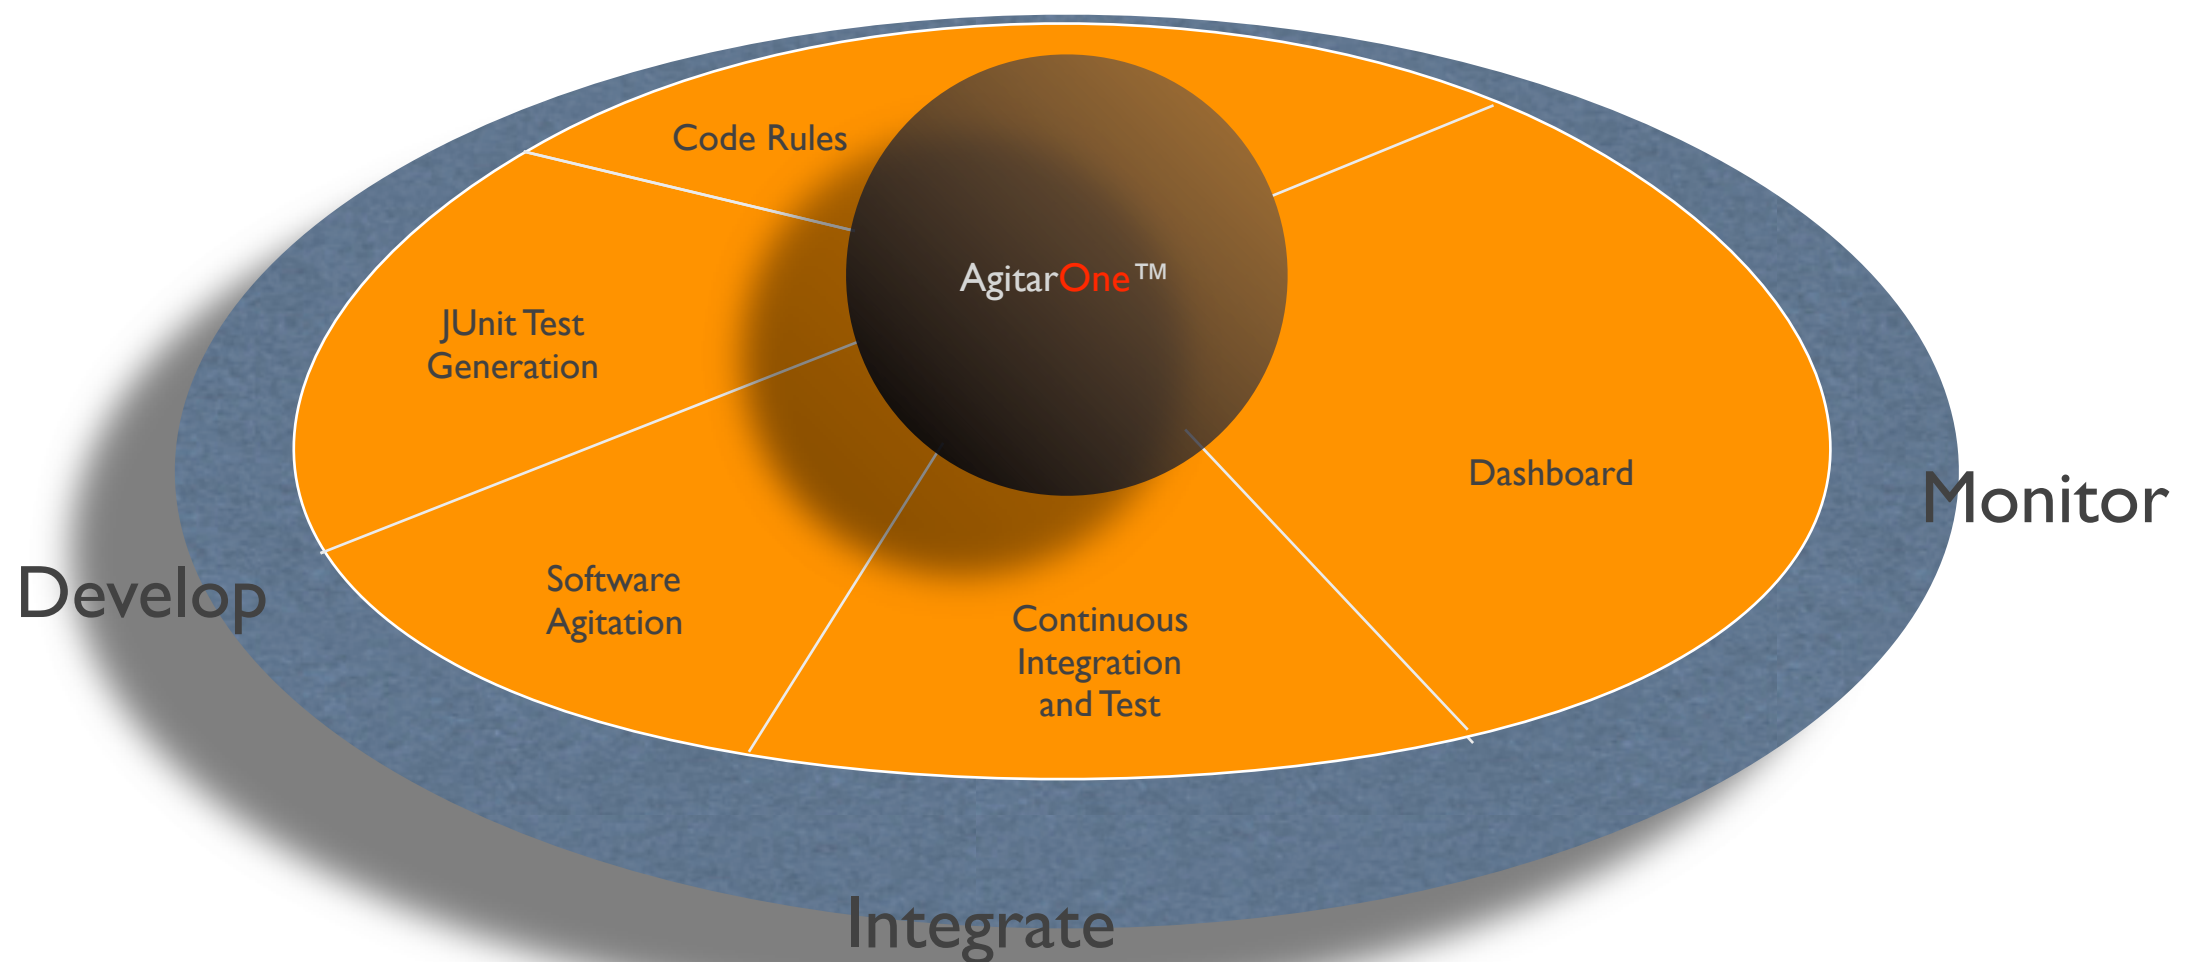 Code Rules
AgitarOne™
JUnit Test
Generation
Dashboard
Monitor
Develop
Software
Agitation
Continuous
Integration
and Test
Integrate